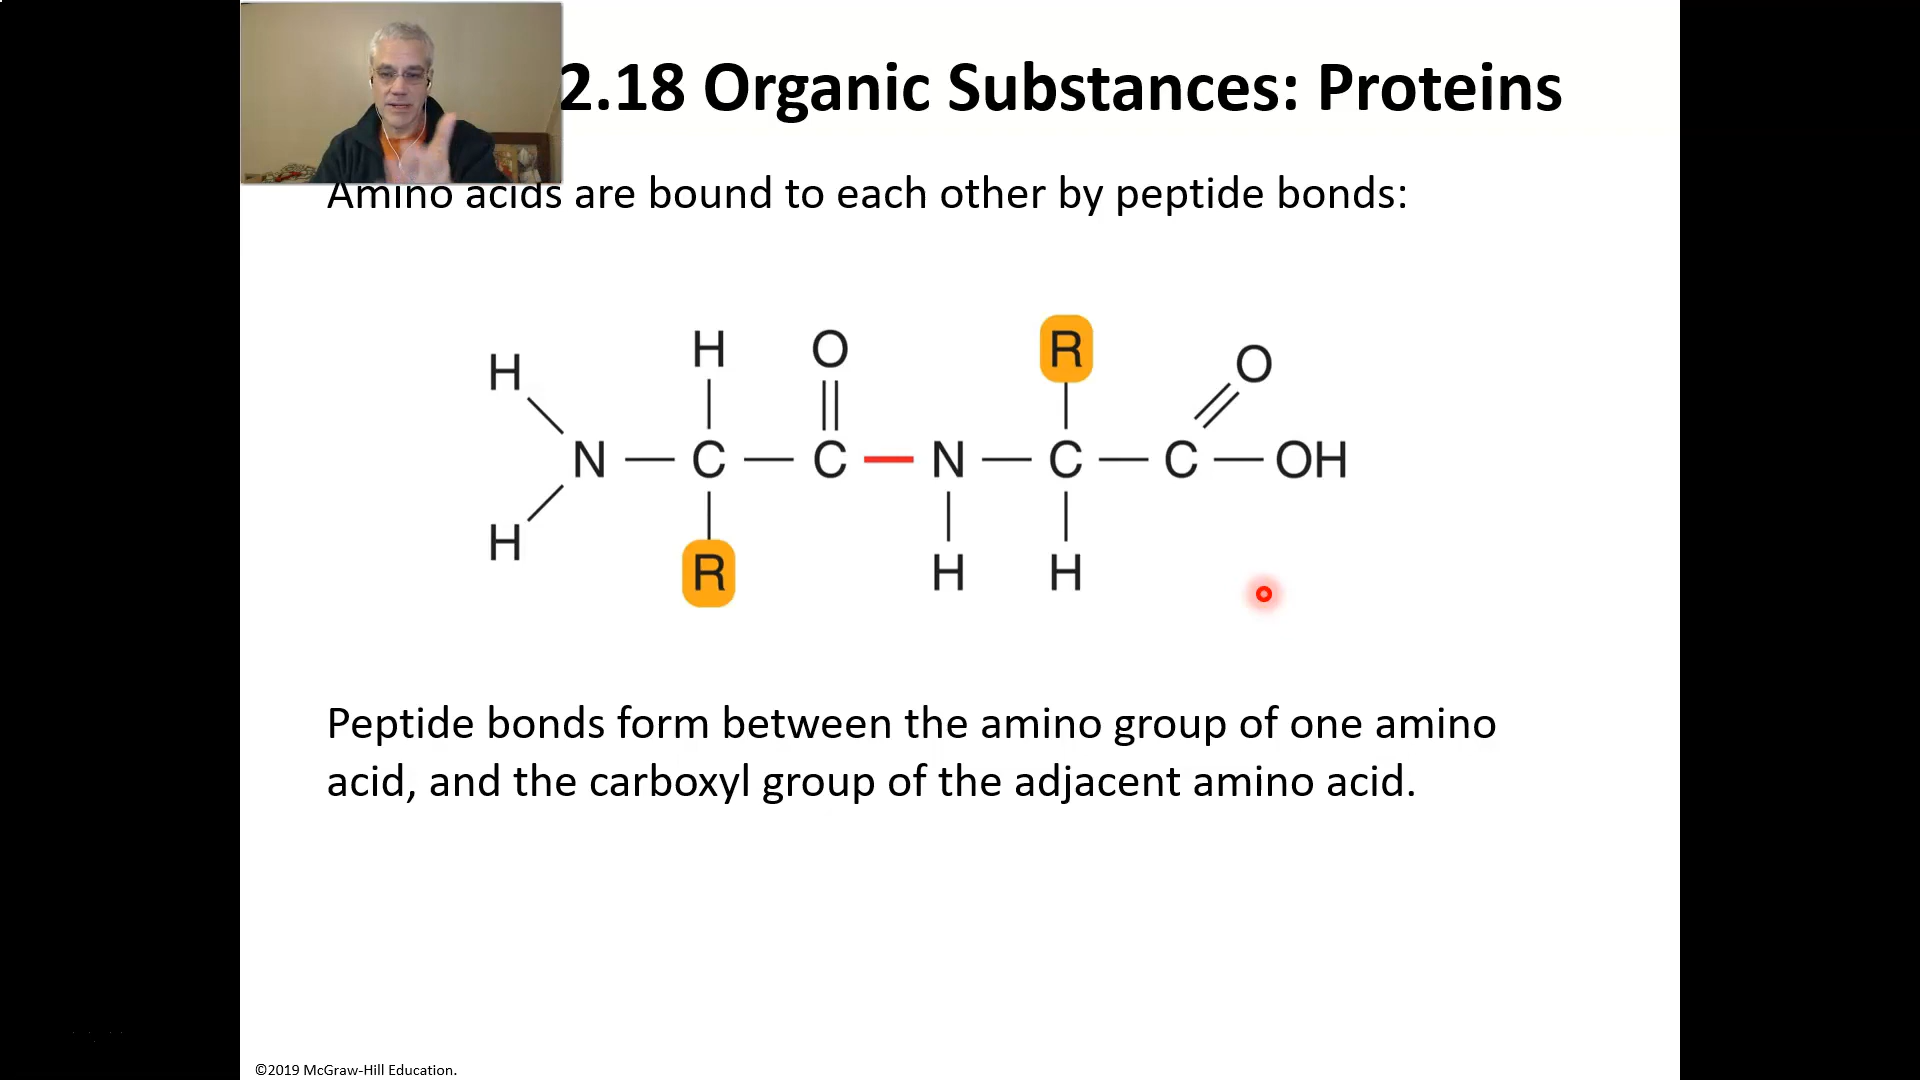 2.18 Organic Substances: Proteins
Amino acids are bound to each other by peptide bonds:
H H O R O
N C C N C C OH
H R H H
Peptide bonds form between the amino group of one amino
acid, and the carboxyl group of the adjacent amino acid.
©2019 McGraw-Hill Education.